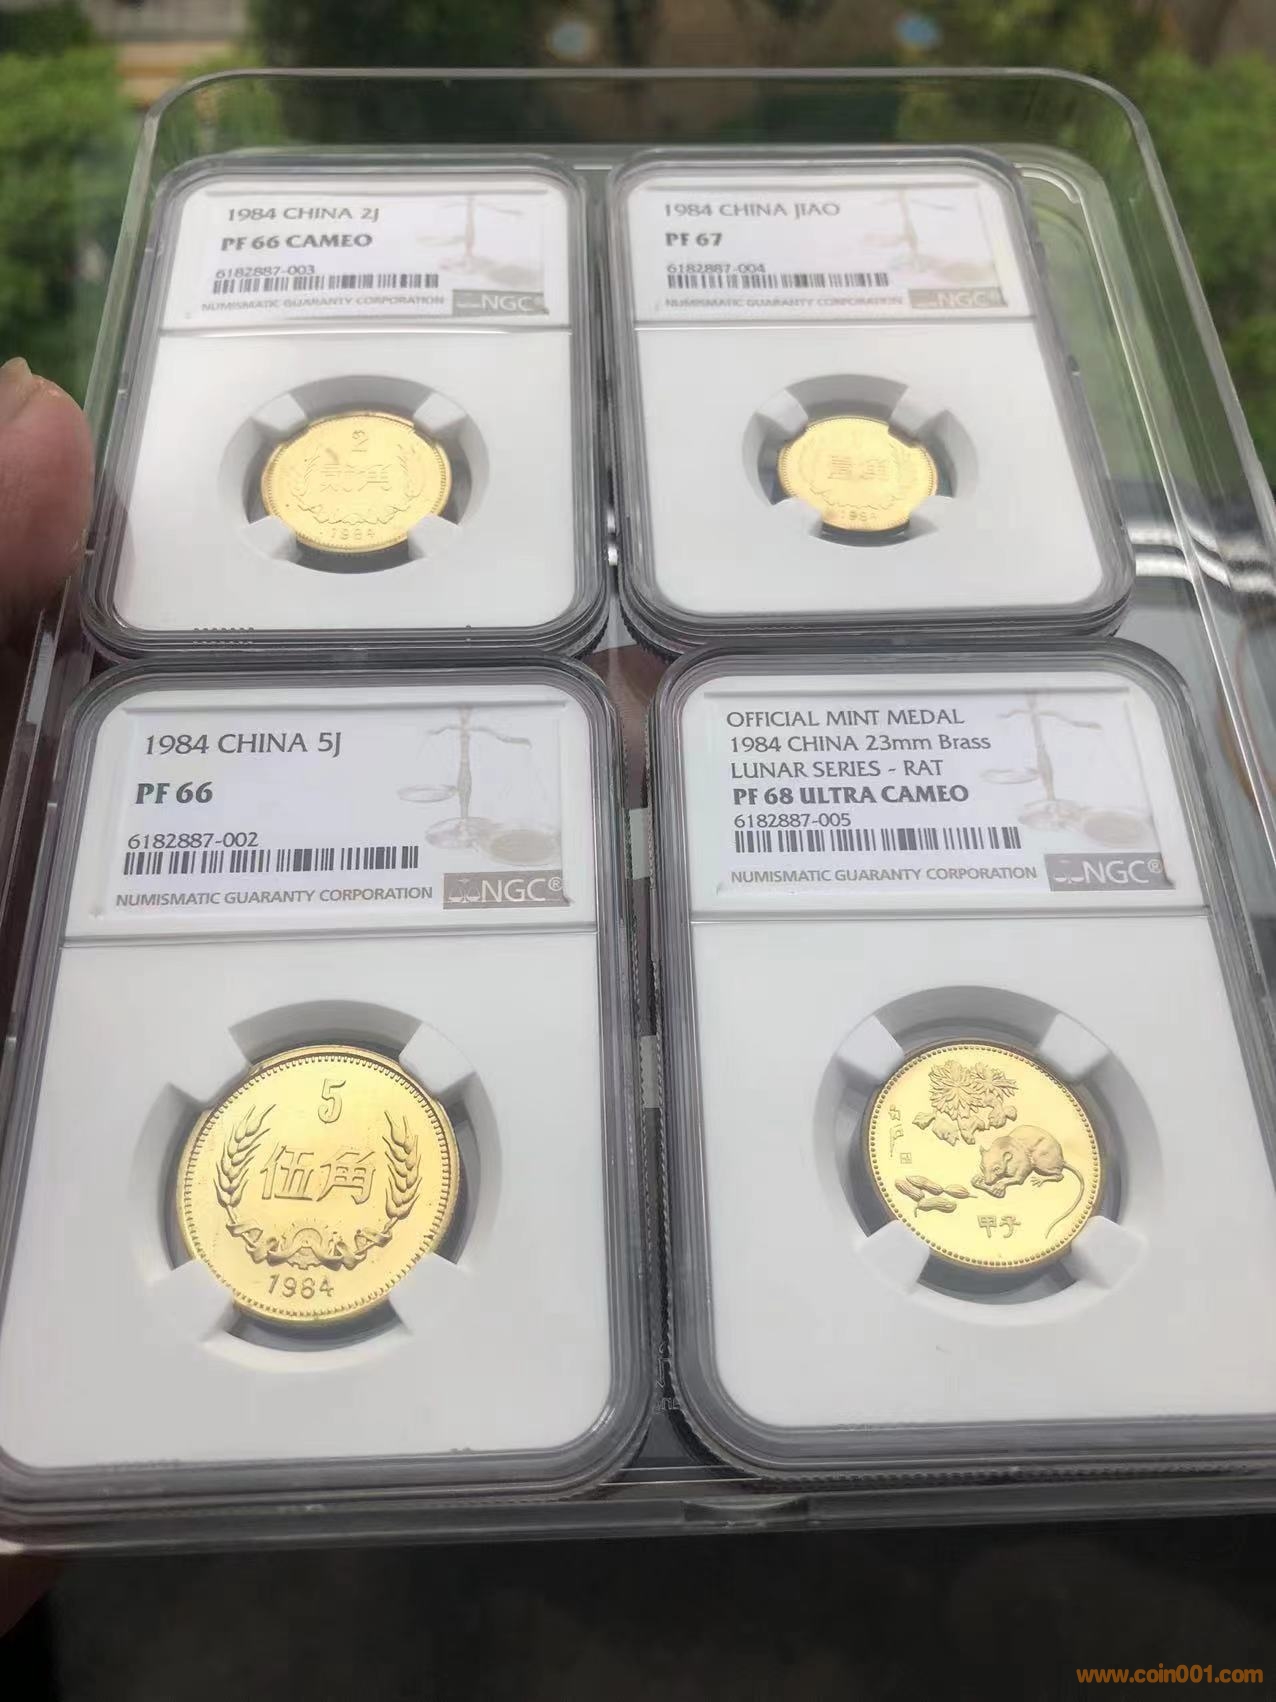 1984 CHINA 2J
PF 66 CAMEO
6182887-003
NUMISMATIC GUARANTY CORPORATION
NGC
2
贰角
1984
1984 CHINA JIAO
PF 67
6182887-004
NUMISMATIC GUARANTY CORPORATION
NGC®
壹角
1984
1984 CHINA 5J
PF 66
6182887-002
NUMISMATIC GUARANTY CORPORATION
NGC®
5
伍角
1984
OFFICIAL MINT MEDAL
1984 CHINA 23mm Brass
LUNAR SERIES - RAT
PF 68 ULTRA CAMEO
6182887-005
NUMISMATIC GUARANTY CORPORATION
NGC®
甲子
www.coin001.com